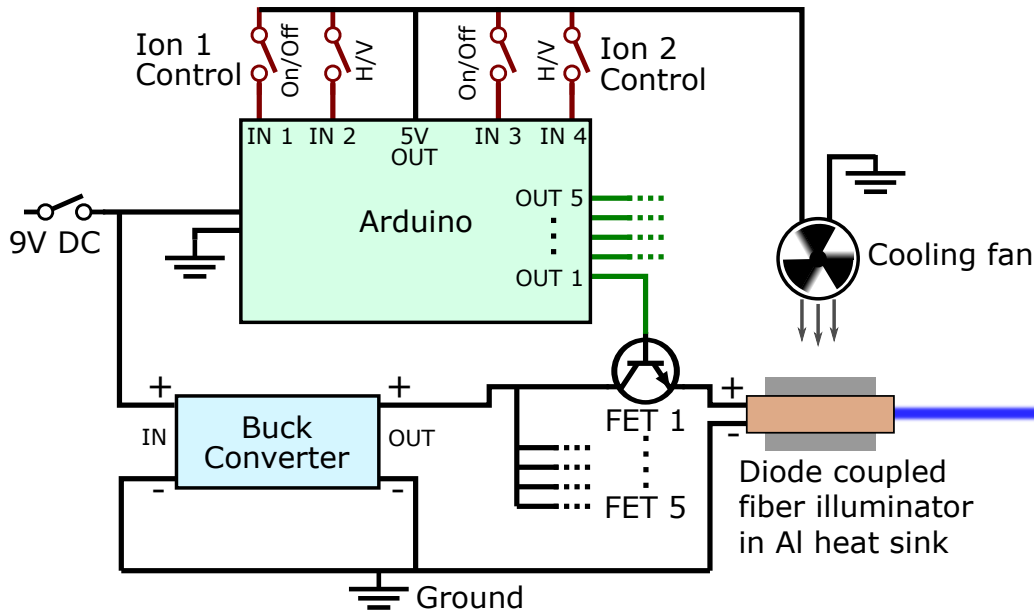 Ion 1
Control
On/Off
H/V
On/Off
H/V
Ion 2
Control
IN 1
IN 2
5V
OUT
IN 3
IN 4
9V DC
Arduino
OUT 5
OUT 1
Cooling fan
+
IN
-
Buck
Converter
+
OUT
-
FET 1
FET 5
+
-
Diode coupled
fiber illuminator
in Al heat sink
Ground